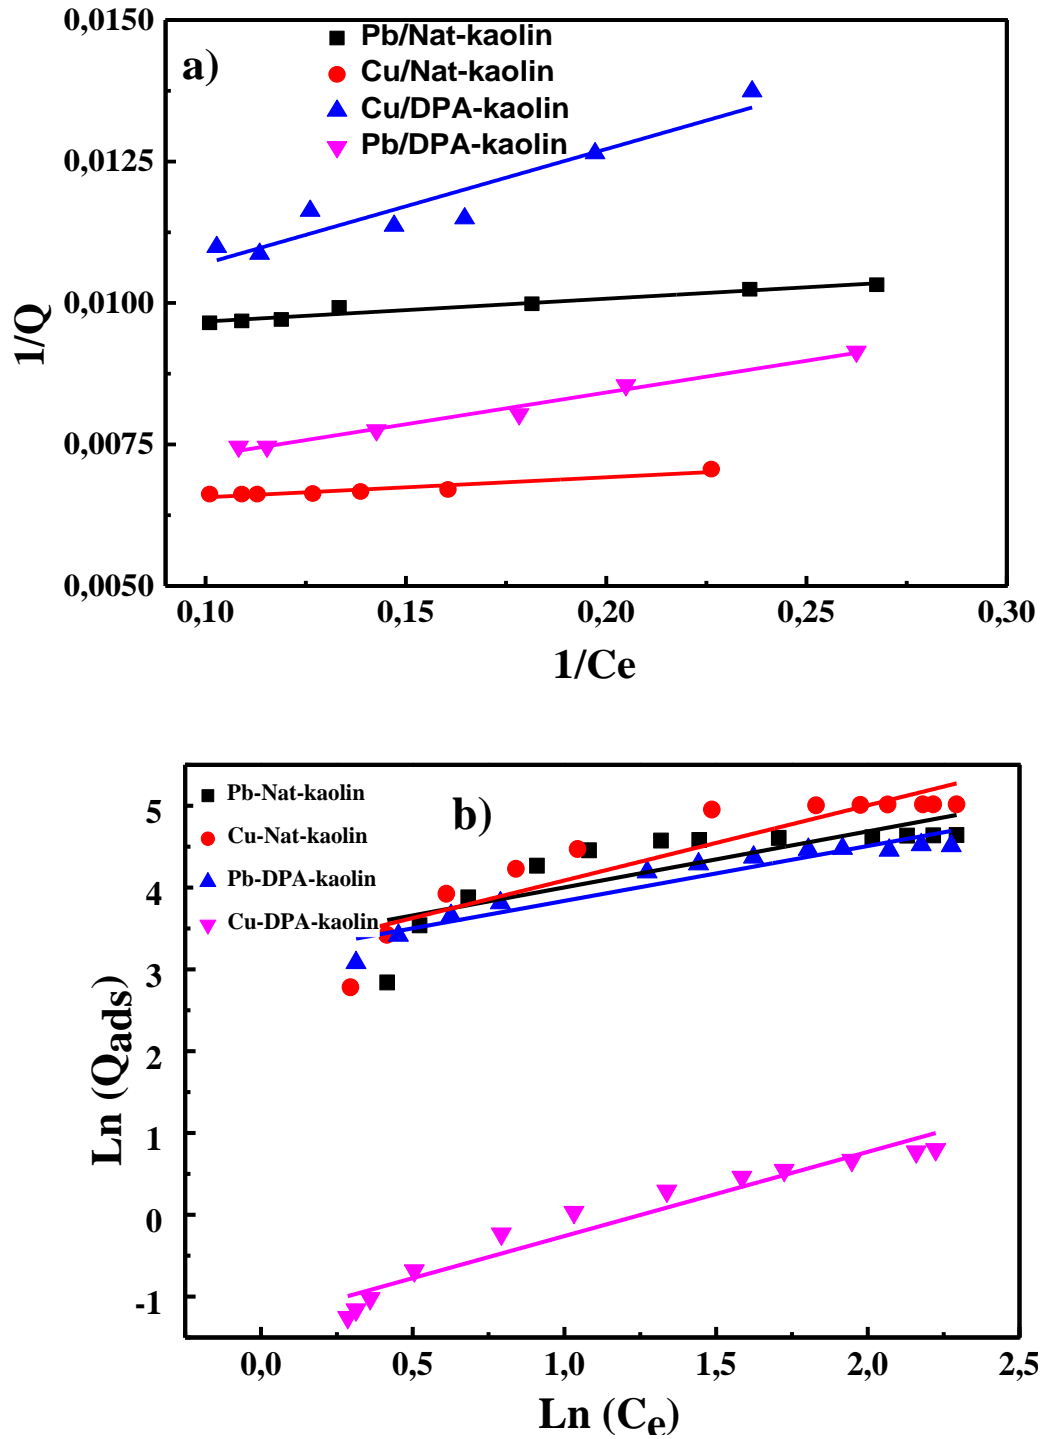 0,0150
a)
Pb/Nat-kaolin
Cu/Nat-kaolin
Cu/DPA-kaolin
Pb/DPA-kaolin
0,0125
0,0100
0,0075
0,0050
1/Q
0,10 0,15 0,20 0,25 0,30
1/Ce
b)
Pb-Nat-kaolin
Cu-Nat-kaolin
Pb-DPA-kaolin
Cu-DPA-kaolin
5
4
3
2
1
0
-1
Ln (Qads)
0,0 0,5 1,0 1,5 2,0 2,5
Ln (Ce)